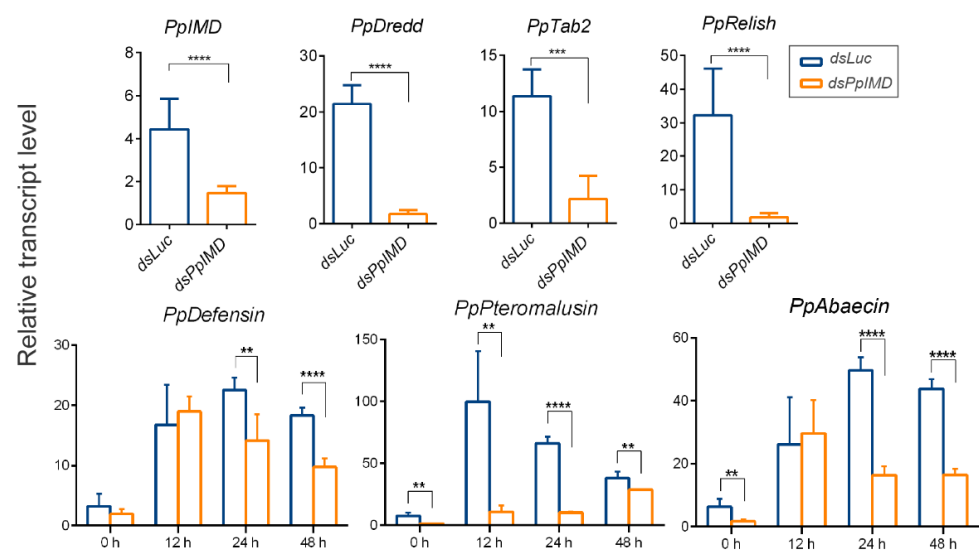 PpIMD
PpDredd
PpTab2
PpRelish
Relative transcript level
8
6
4
2
0
****
dsLuc
dsPpIMD
30
20
10
0
****
dsLuc
dsPpIMD
15
10
5
0
***
dsLuc
dsPpIMD
50
40
30
20
10
0
****
dsLuc
dsPpIMD
dsLuc
dsPpIMD
PpDefensin
30
20
10
0
**
****
0 h
12 h
24 h
48 h
PpPteromalusin
150
100
50
0
**
**
****
**
0 h
12 h
24 h
48 h
PpAbaecin
60
40
20
0
**
****
****
0 h
12 h
24 h
48 h